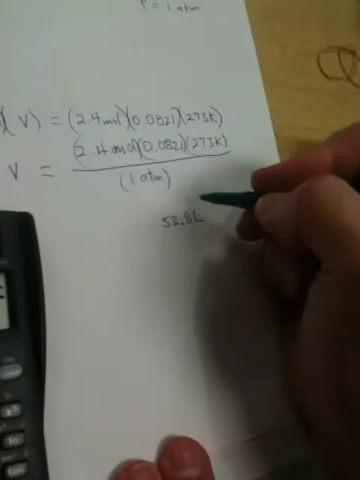 P = 1 atm
)( V) = (2.4 mol)(0.0821)(273K)
V = (2.4 mol)(0.0821)(273K)
(1 atm)
53.8L